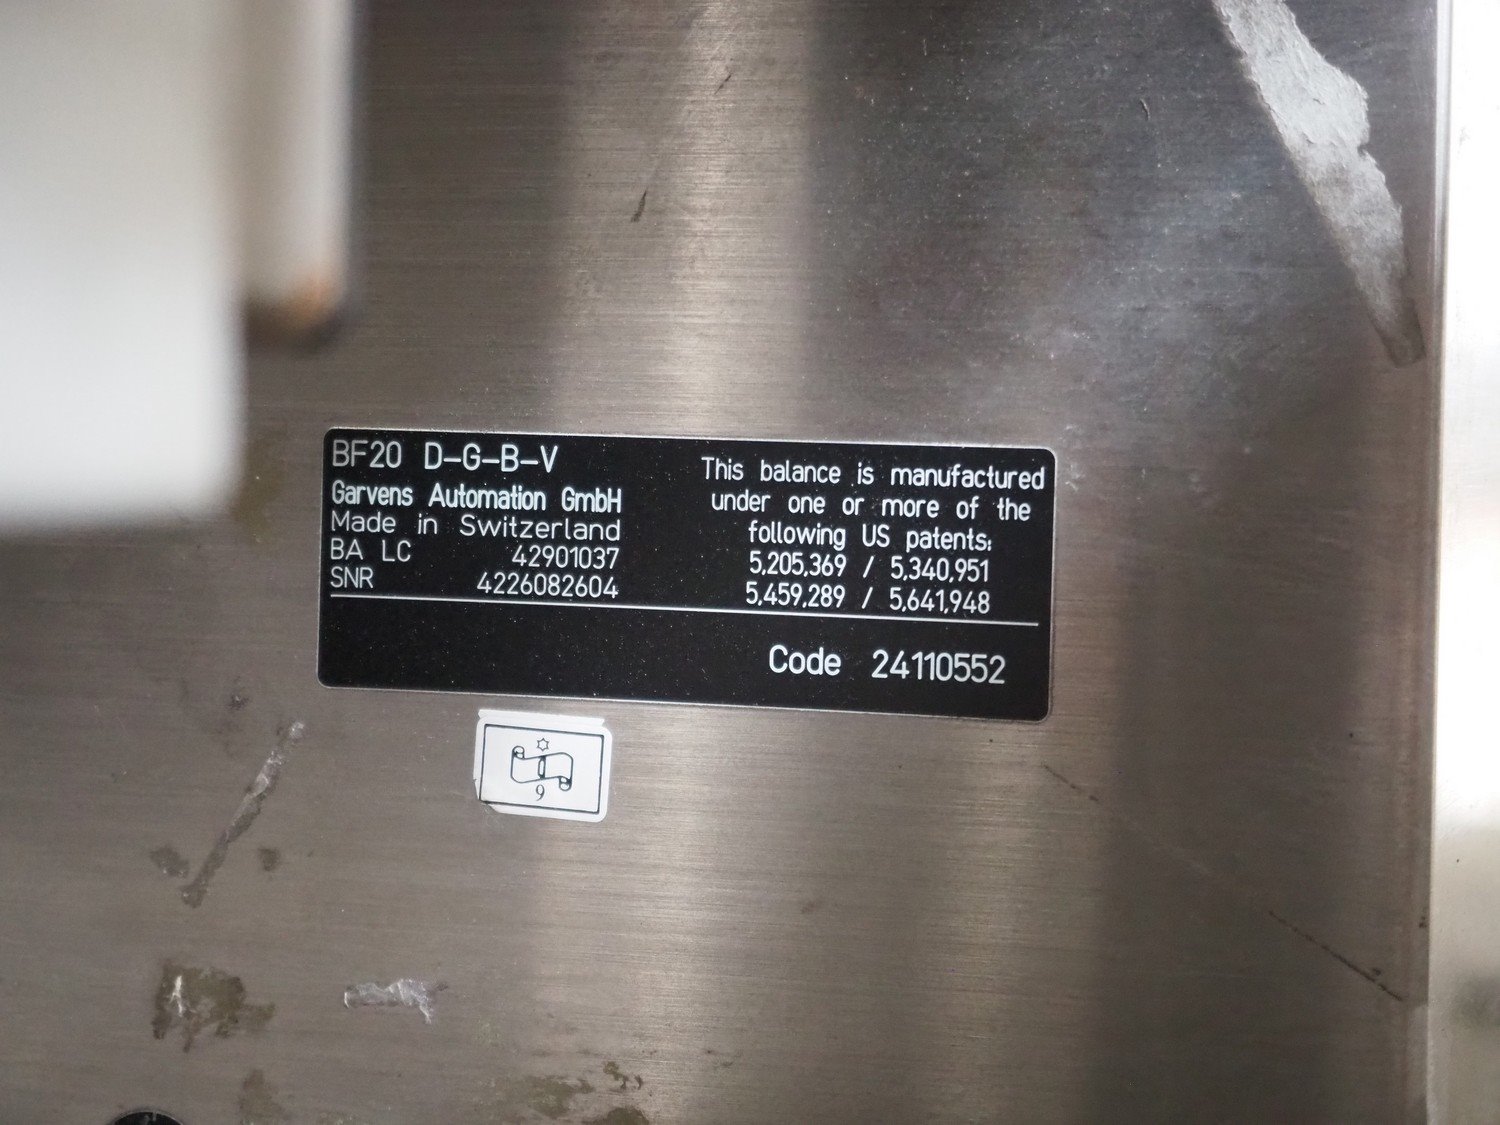 BF20 D-G-B-V
Garvens Automation GmbH
Made in Switzerland
BA LC 42901037
SNR 4226082604
This balance is manufactured
under one or more of the
following US patents:
5,205,369 / 5,340,951
5,459,289 / 5,641,948
Code 24110552
9